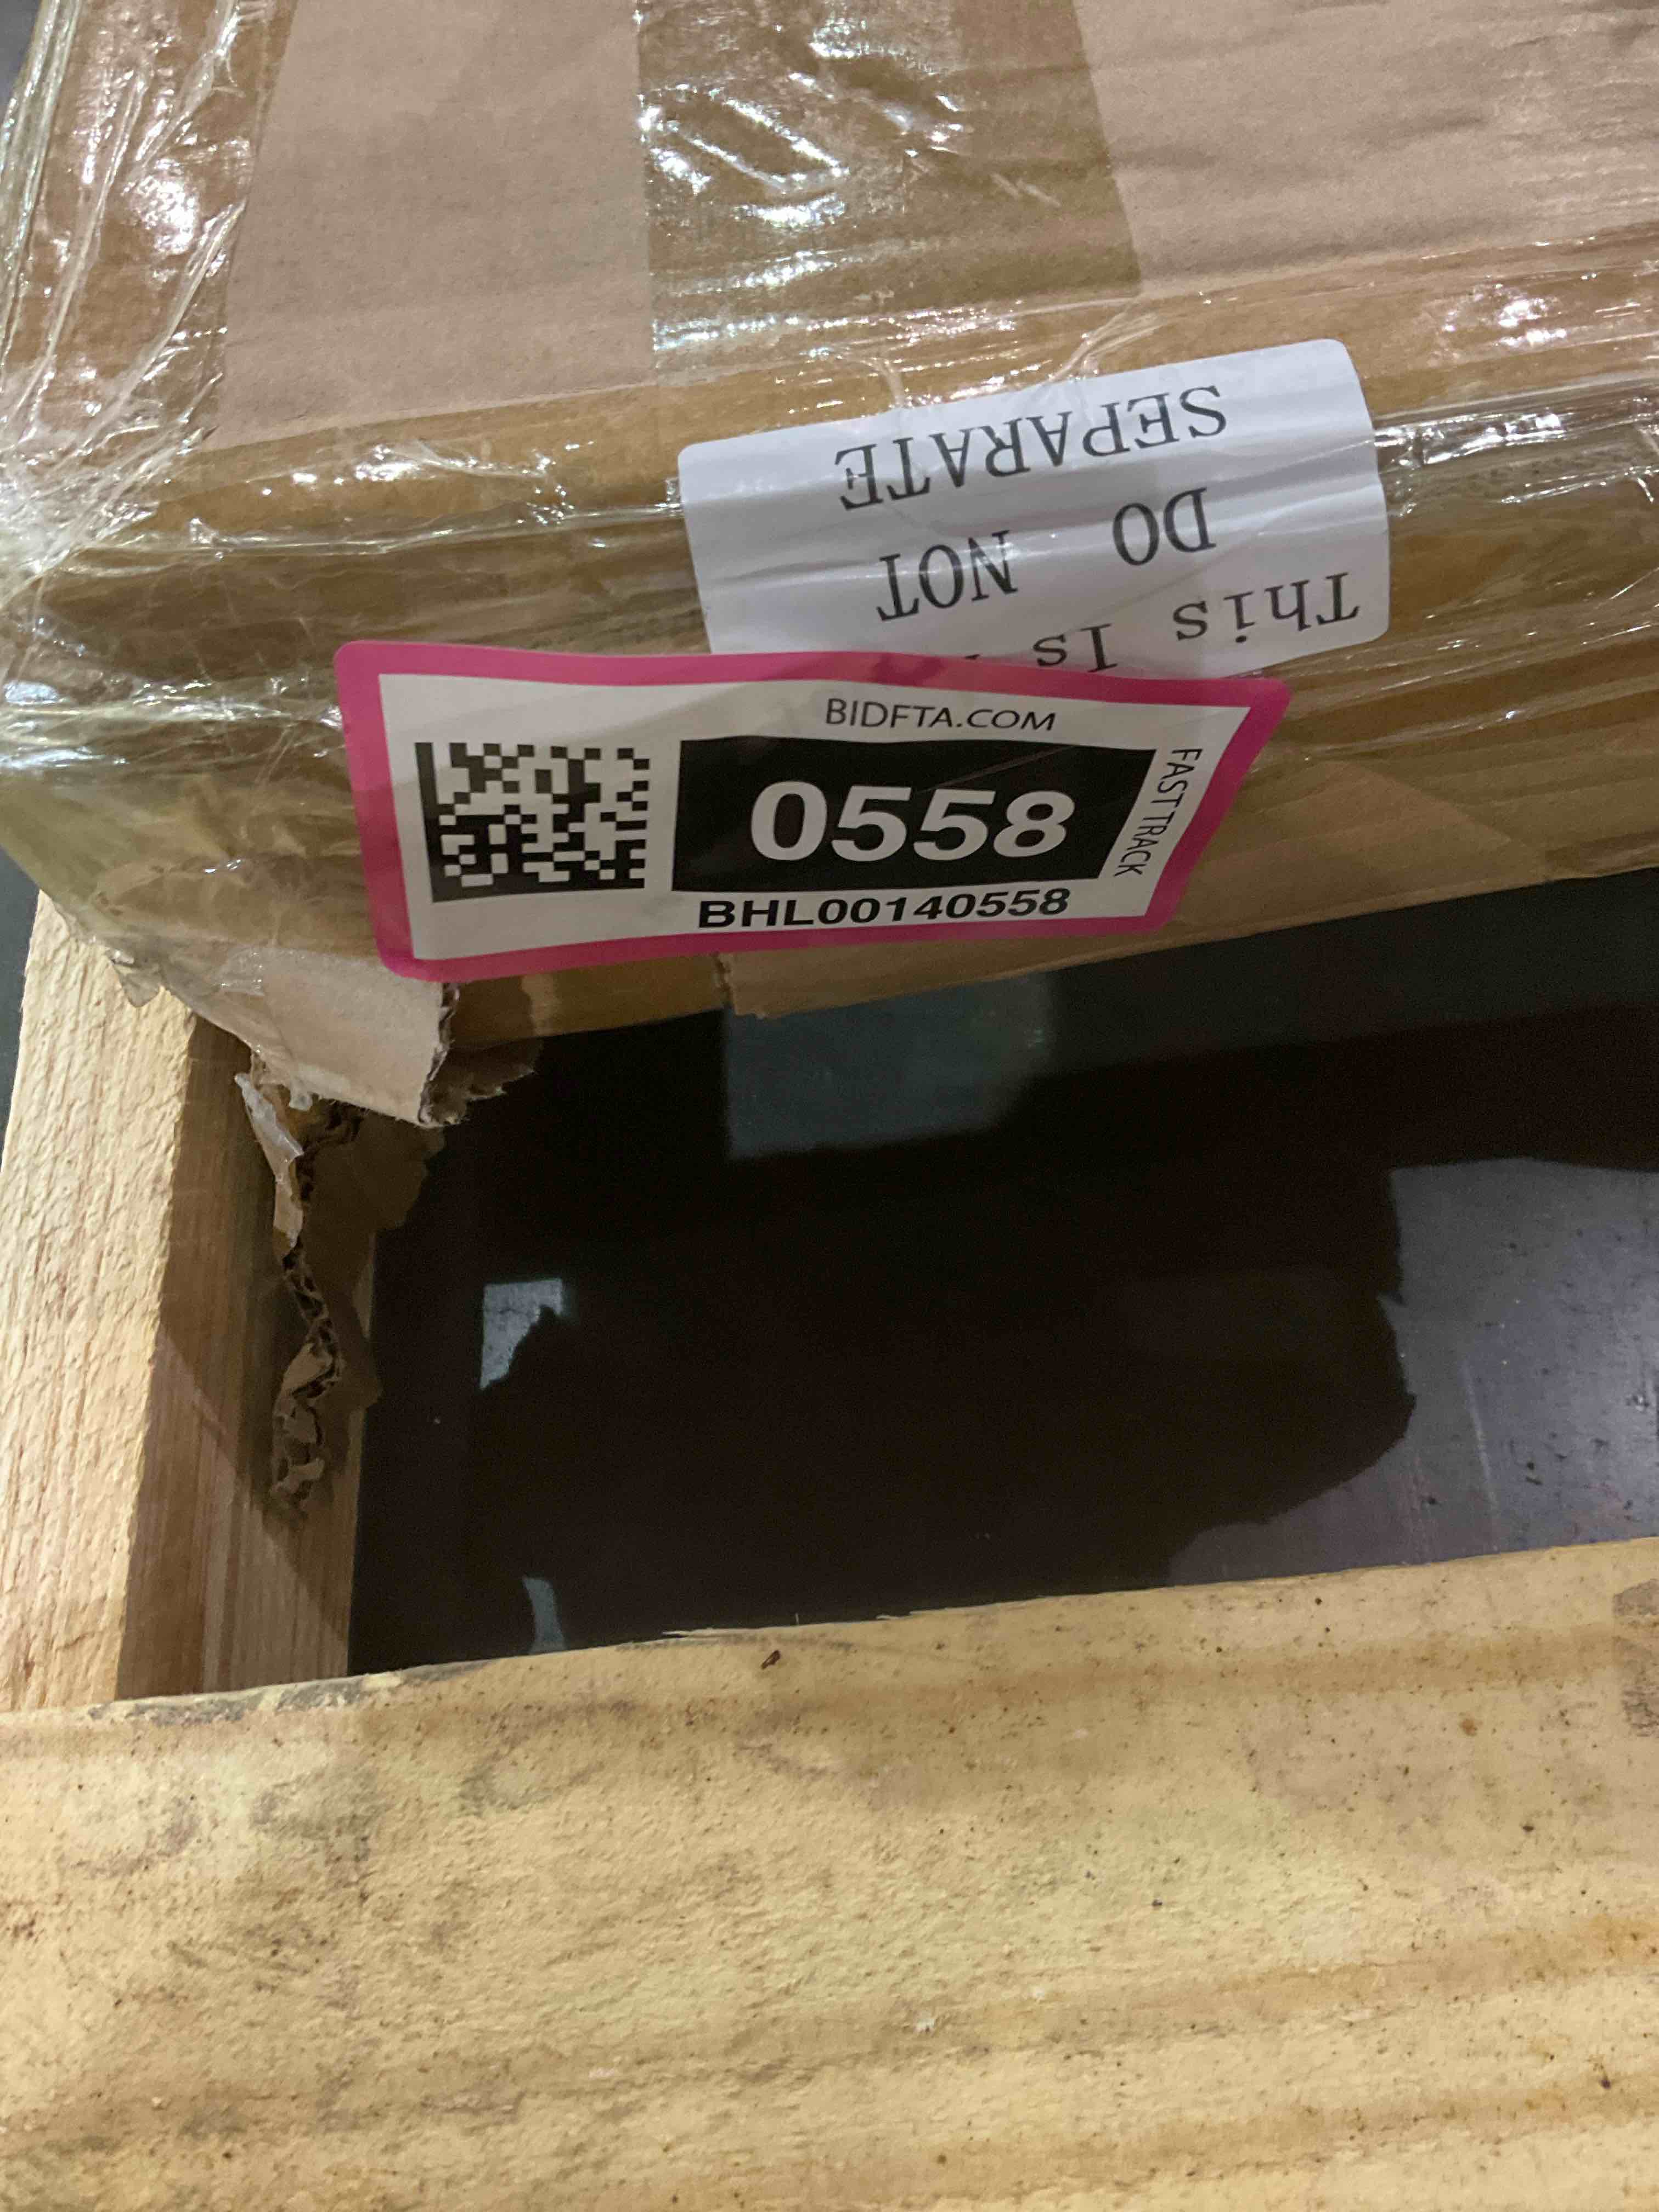 This Is
DO NOT
SEPARATE
BIDFTA.COM
0558
FAST TRACK
BHL00140558